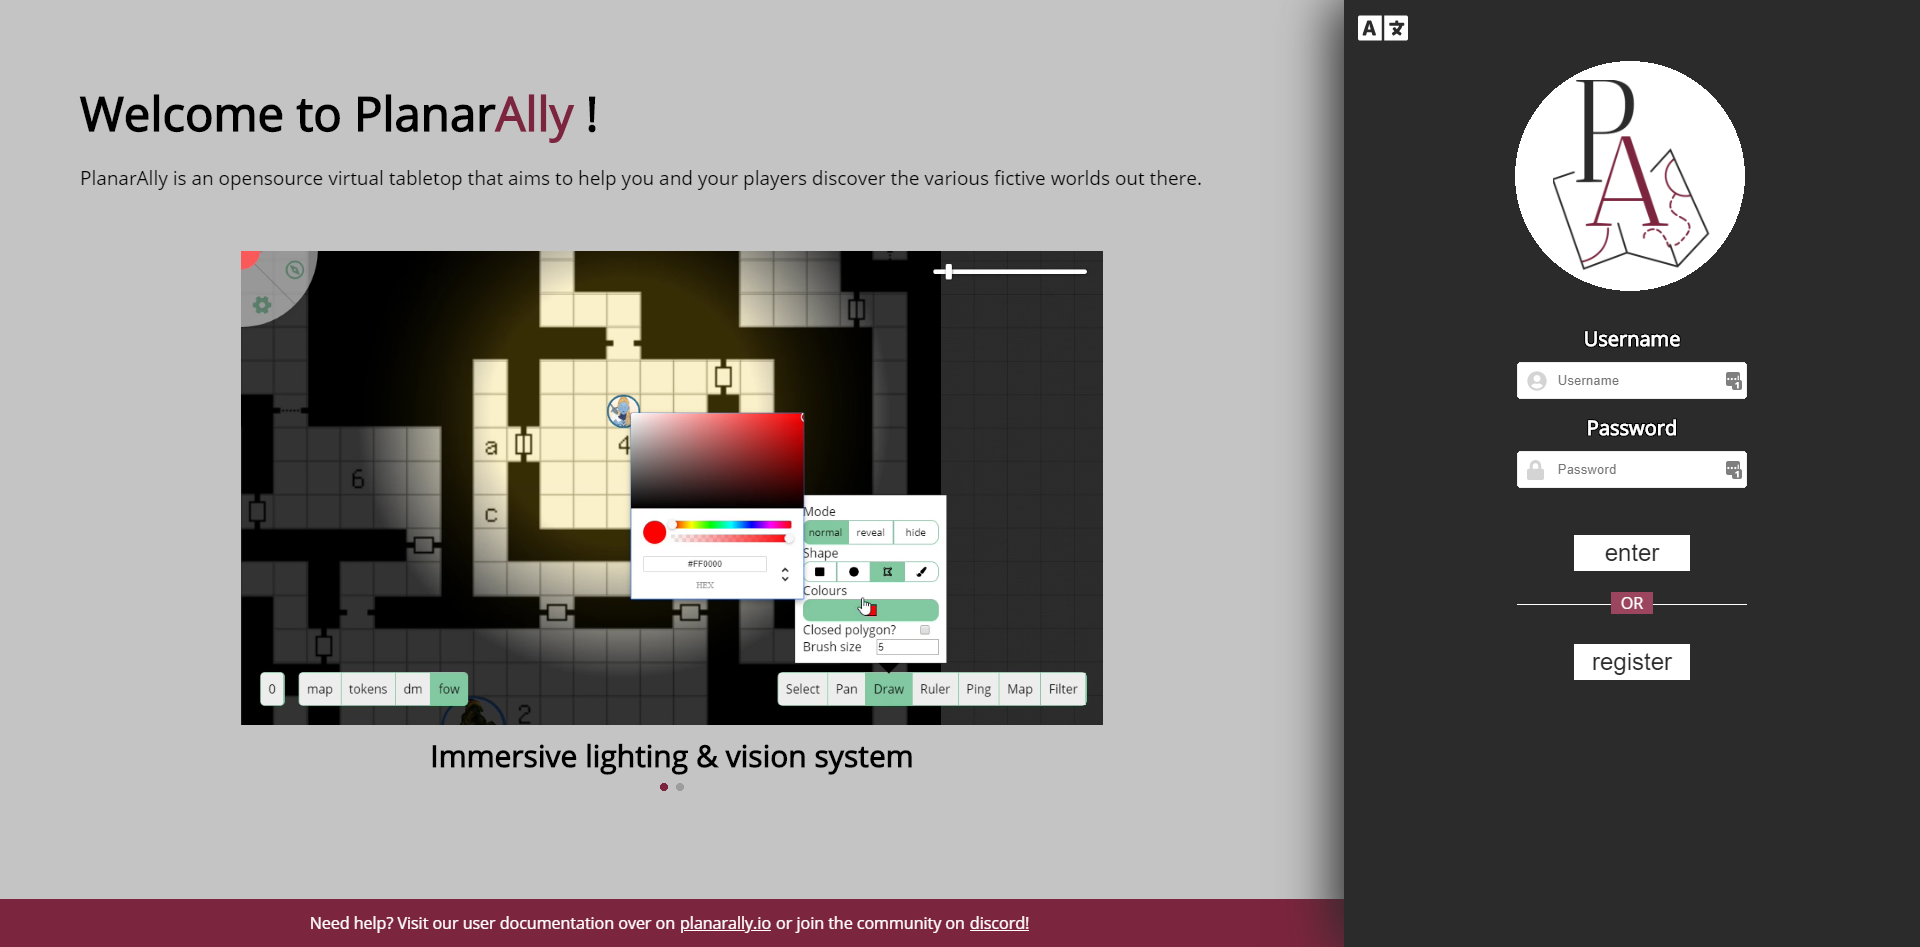 Welcome to PlanarAlly !
PlanarAlly is an opensource virtual tabletop that aims to help you and your players discover the various fictive worlds out there.
a
4
6
c
#FF0000
HEX
Mode
normal reveal hide
Shape
Colours
Closed polygon?
Brush size 5
0 map tokens dm fow
Select Pan Draw Ruler Ping Map Filter
2
Immersive lighting & vision system
Need help? Visit our user documentation over on planarally.io or join the community on discord!
A文
PA
Username
Username
1
Password
Password
1
enter
OR
register